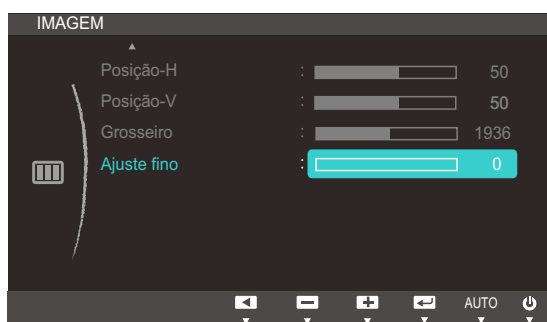 IMAGEM
Posição-H : 50
Posição-V : 50
Grosseiro : 1936
Ajuste fino : 0
AUTO